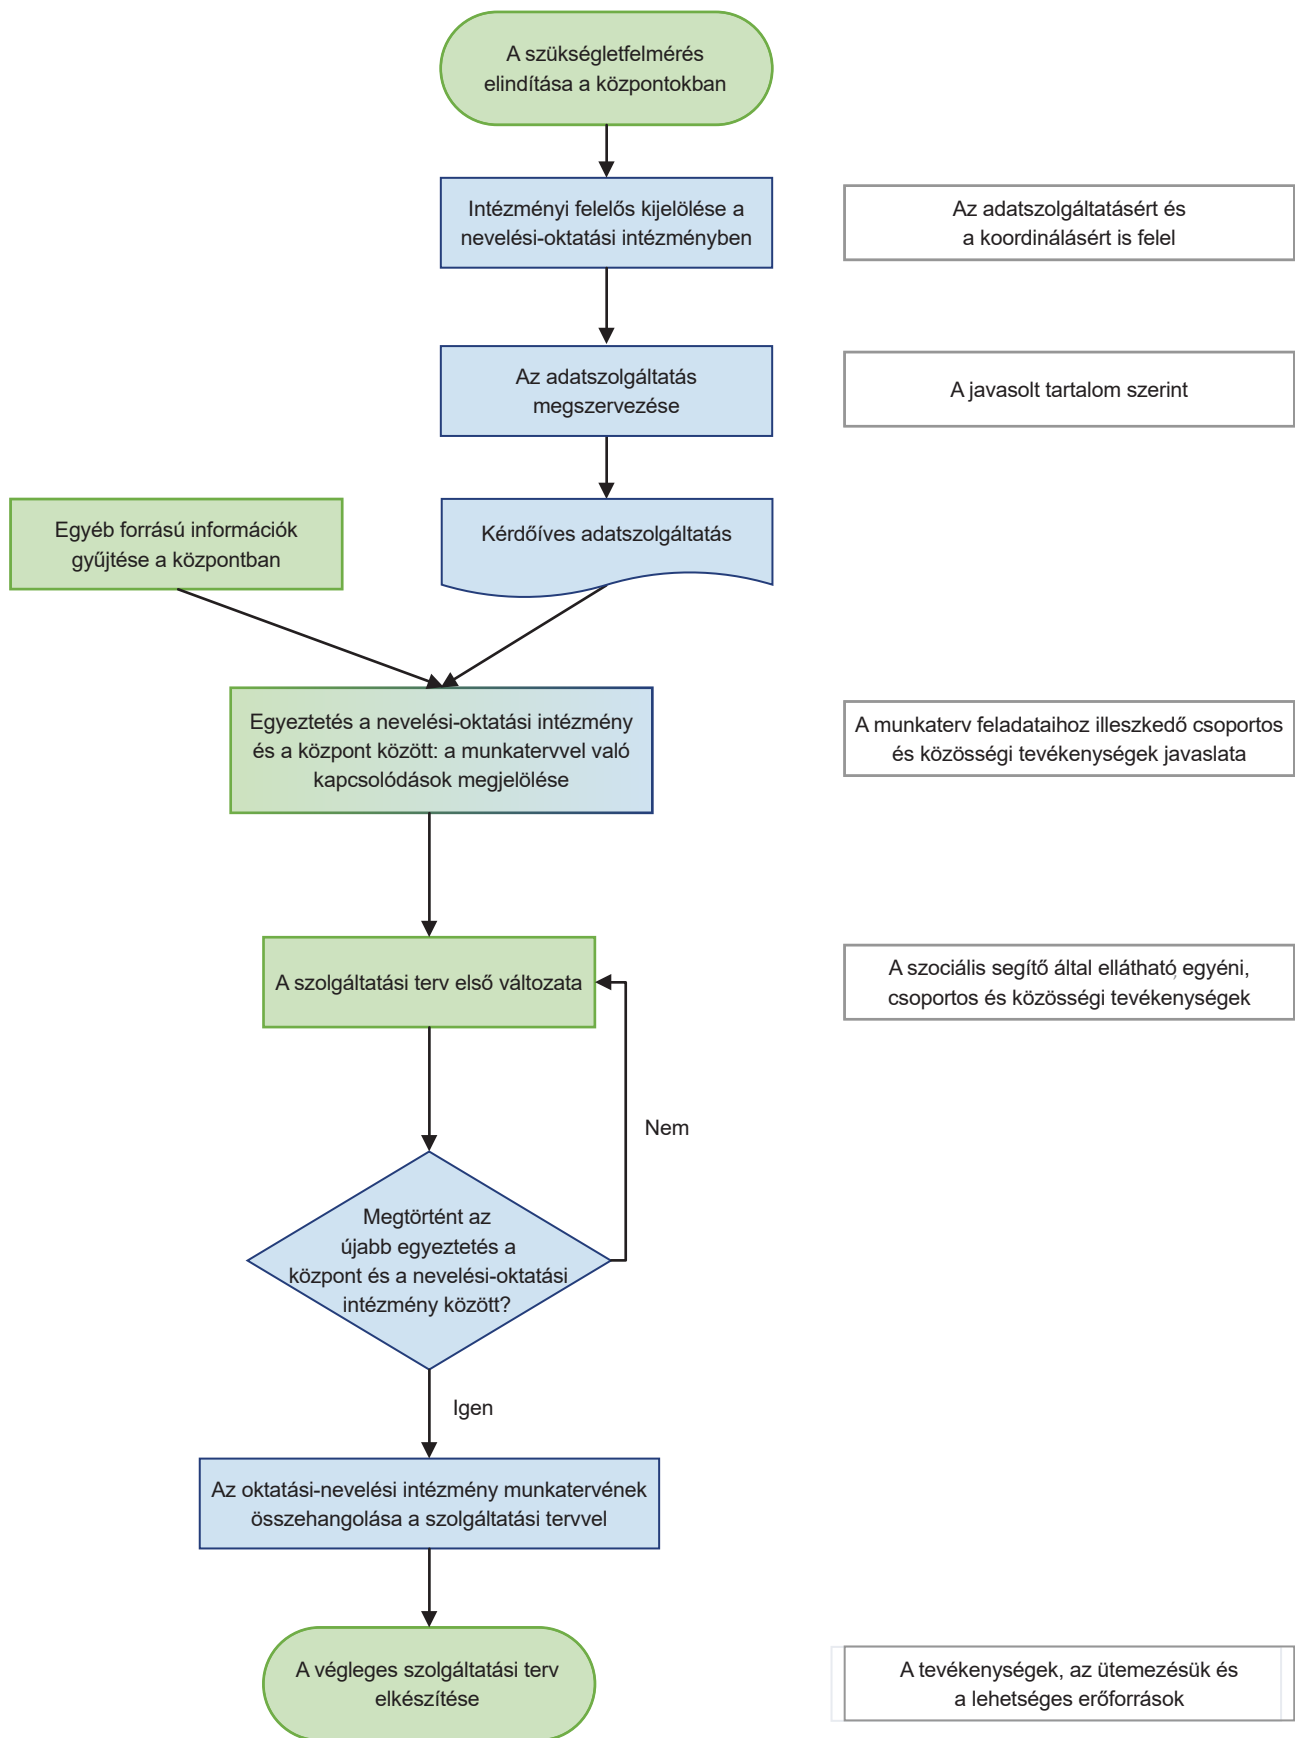 A szükségletfelmérés
elindítása a központokban
Intézményi felelős kijelölése a
nevelési-oktatási intézményben
Az adatszolgáltatásért és
a koordinálásért is felel
Az adatszolgáltatás
megszervezése
A javasolt tartalom szerint
Egyéb forrású információk
gyűjtése a központban
Kérdőíves adatszolgáltatás
Egyeztetés a nevelési-oktatási intézmény
és a központ között: a munkatervvel való
kapcsolódások megjelölése
A munkaterv feladataihoz illeszkedő csoportos
és közösségi tevékenységek javaslata
A szolgáltatási terv első változata
A szociális segítő által ellátható egyéni,
csoportos és közösségi tevékenységek
Nem
Megtörtént az
újabb egyeztetés a
központ és a nevelési-oktatási
intézmény között?
Igen
Az oktatási-nevelési intézmény munkatervének
összehangolása a szolgáltatási tervvel
A végleges szolgáltatási terv
elkészítése
A tevékenységek, az ütemezésük és
a lehetséges erőforrások